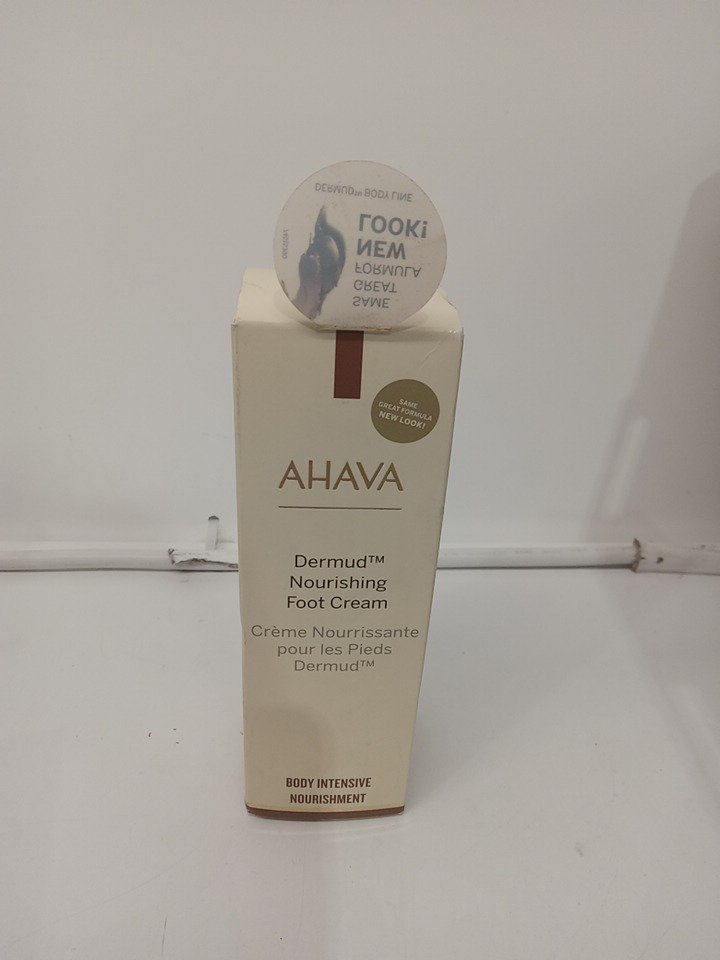 DERMUD™ BODY LINE
LOOK!
NEW
FORMULA
GREAT
SAME
SAME
GREAT FORMULA
NEW LOOK!
AHAVA
Dermud™
Nourishing
Foot Cream
Crème Nourrissante
pour les Pieds
Dermud™
BODY INTENSIVE
NOURISHMENT